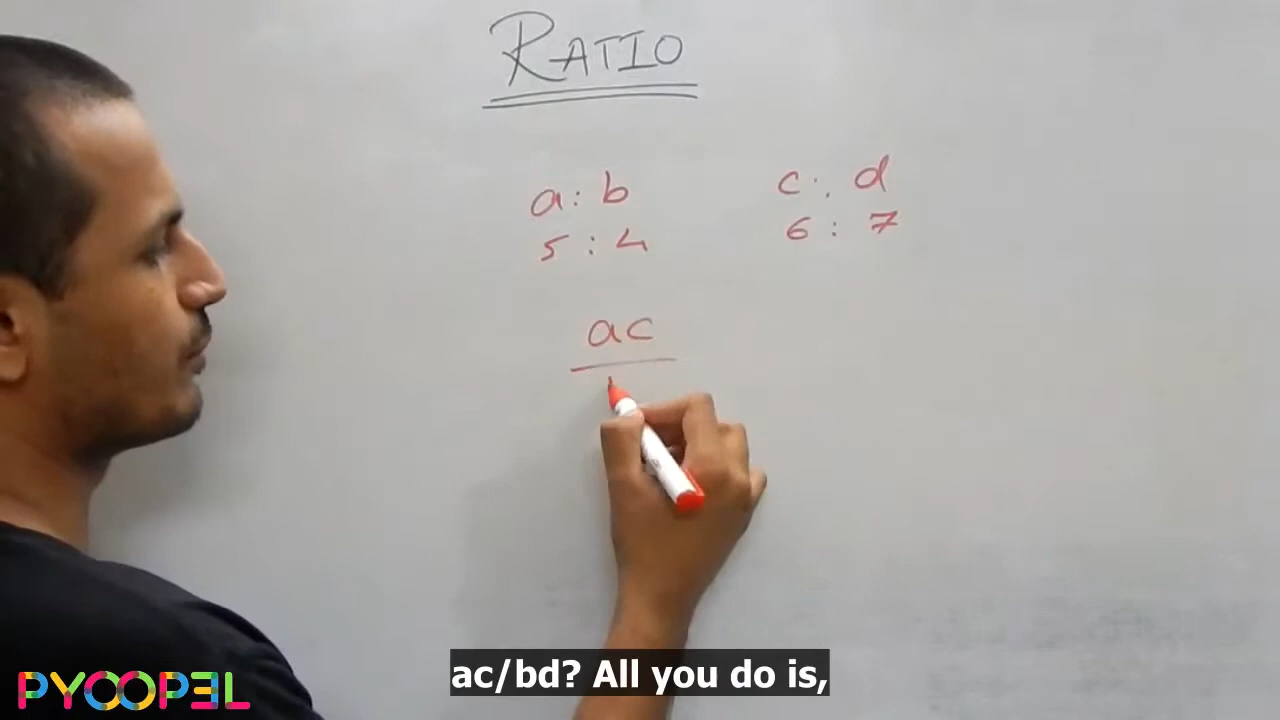 RATIO
a : b    c : d
5 : 4    6 : 7
ac
PYOOPEL
ac/bd? All you do is,